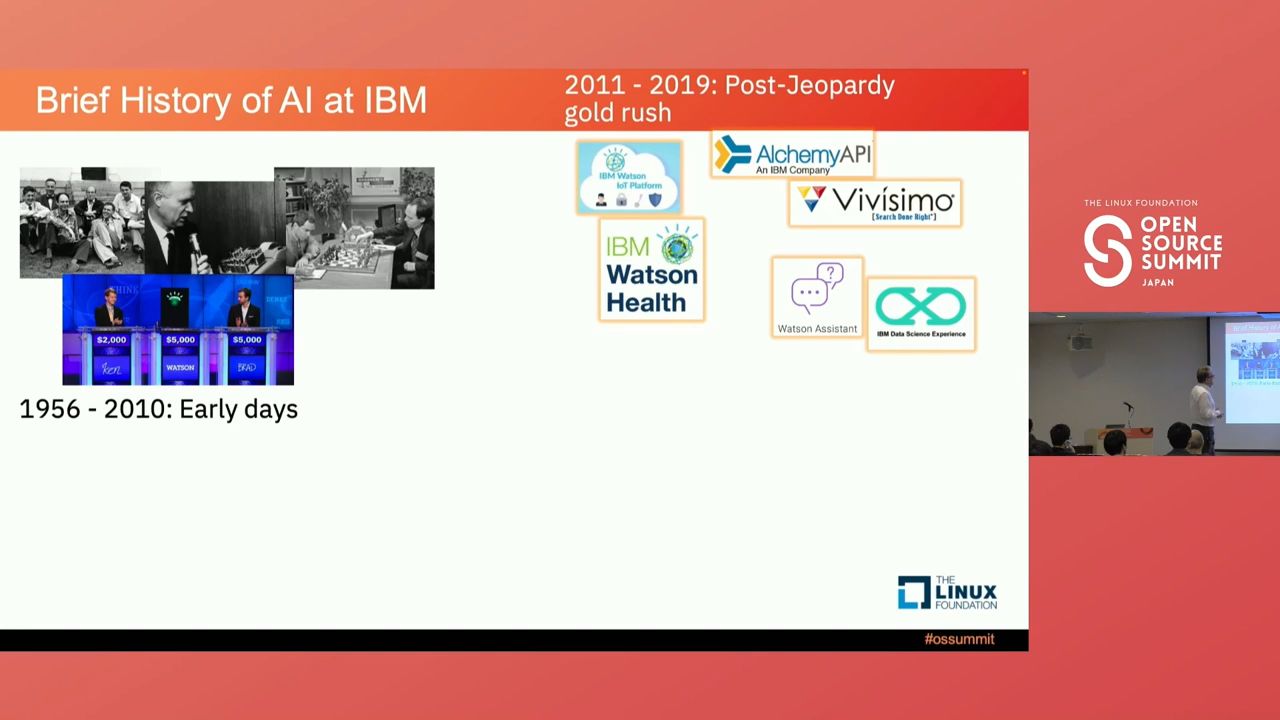 Brief History of AI at IBM
2011 - 2019: Post-Jeopardy
gold rush
IBM Watson
IoT Platform
AlchemyAPI
An IBM Company
Vivísimo
[Search Done Right]
IBM
Watson
Health
Watson Assistant
IBM Data Science Experience
THINK
$2,000
$5,000
$5,000
Ken
WATSON
BRAD
1956 - 2010: Early days
THE
LINUX
FOUNDATION
#ossummit
THE LINUX FOUNDATION
OPEN
SOURCE
SUMMIT
JAPAN